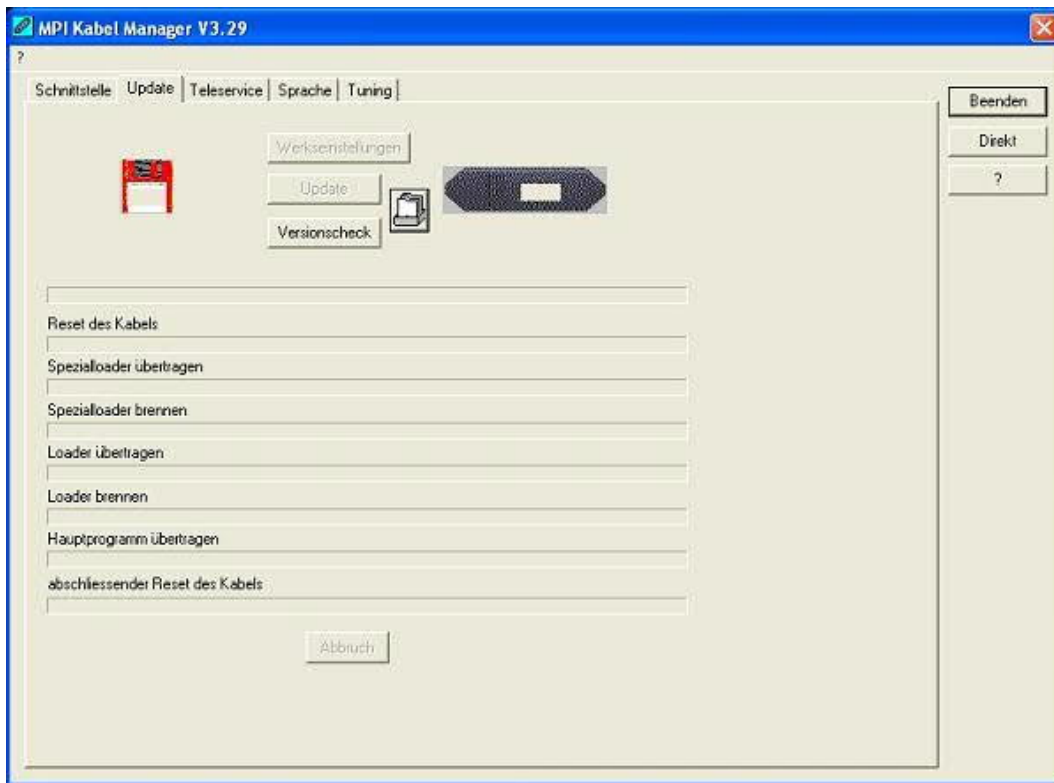 MPI Kabel Manager V3.29
?
Schnittstelle Update Teleservice Sprache Tuning
Beenden
Direkt
?
Werkseinstellungen
Update
Versionscheck
Reset des Kabels
Spezialloader übertragen
Spezialloader brennen
Loader übertragen
Loader brennen
Hauptprogramm übertragen
abschliessender Reset des Kabels
Abbruch